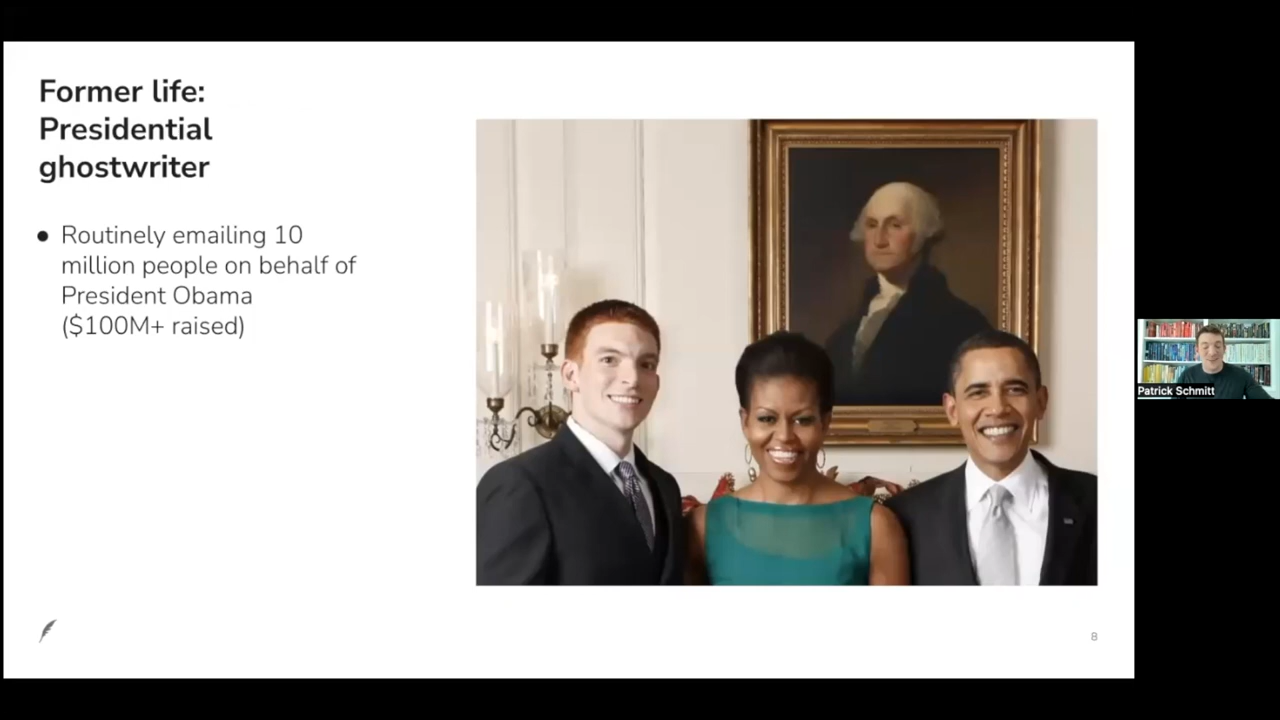 Former life:
Presidential
ghostwriter
● Routinely emailing 10
million people on behalf of
President Obama
($100M+ raised)
8
Patrick Schmitt